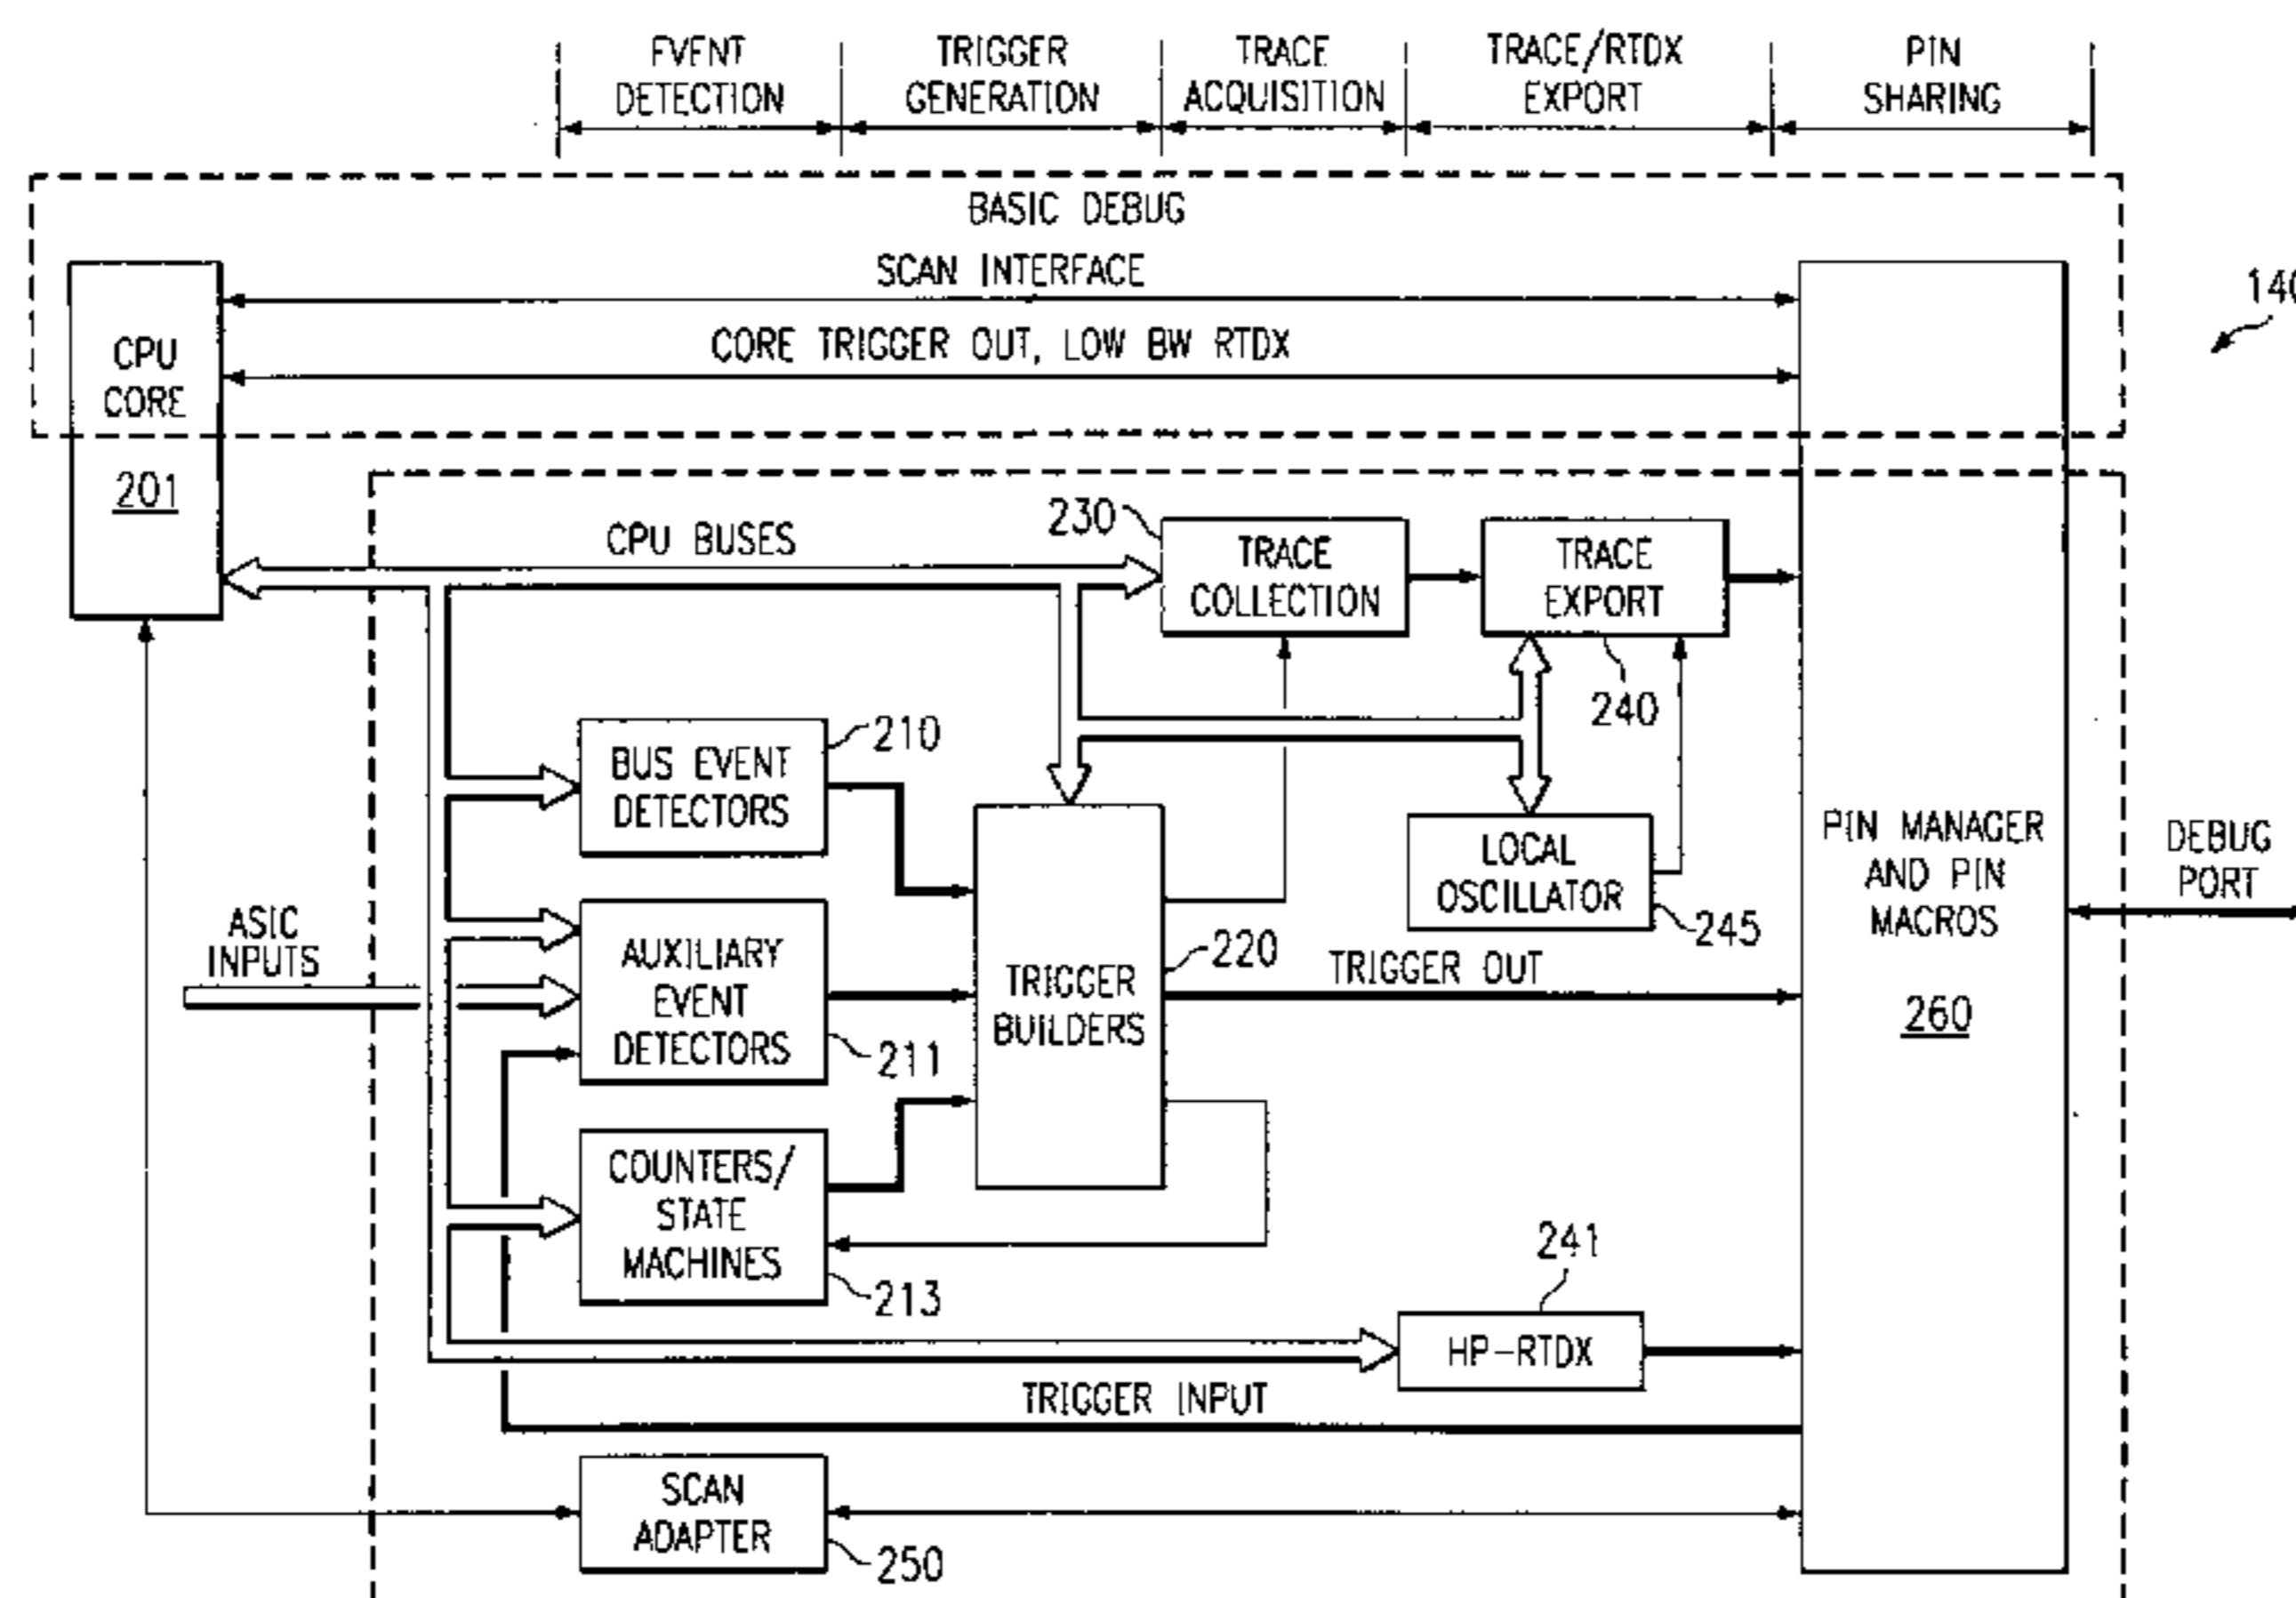 EVENT
DETECTION
TRIGGER
GENERATION
TRACE
ACQUISITION
TRACE/RTDX
EXPORT
PIN
SHARING
BASIC DEBUG
SCAN INTERFACE
CORE TRIGGER OUT, LOW BW RTDX
140
CPU
CORE
201
CPU BUSES
230
TRACE
COLLECTION
TRACE
EXPORT
240
BUS EVENT
DETECTORS
210
LOCAL
OSCILLATOR
245
PIN MANAGER
AND PIN
MACROS
260
DEBUG
PORT
ASIC
INPUTS
AUXILIARY
EVENT
DETECTORS
211
TRIGGER
BUILDERS
220
TRIGGER OUT
COUNTERS/
STATE
MACHINES
213
241
HP-RTDX
TRIGGER INPUT
SCAN
ADAPTER
250